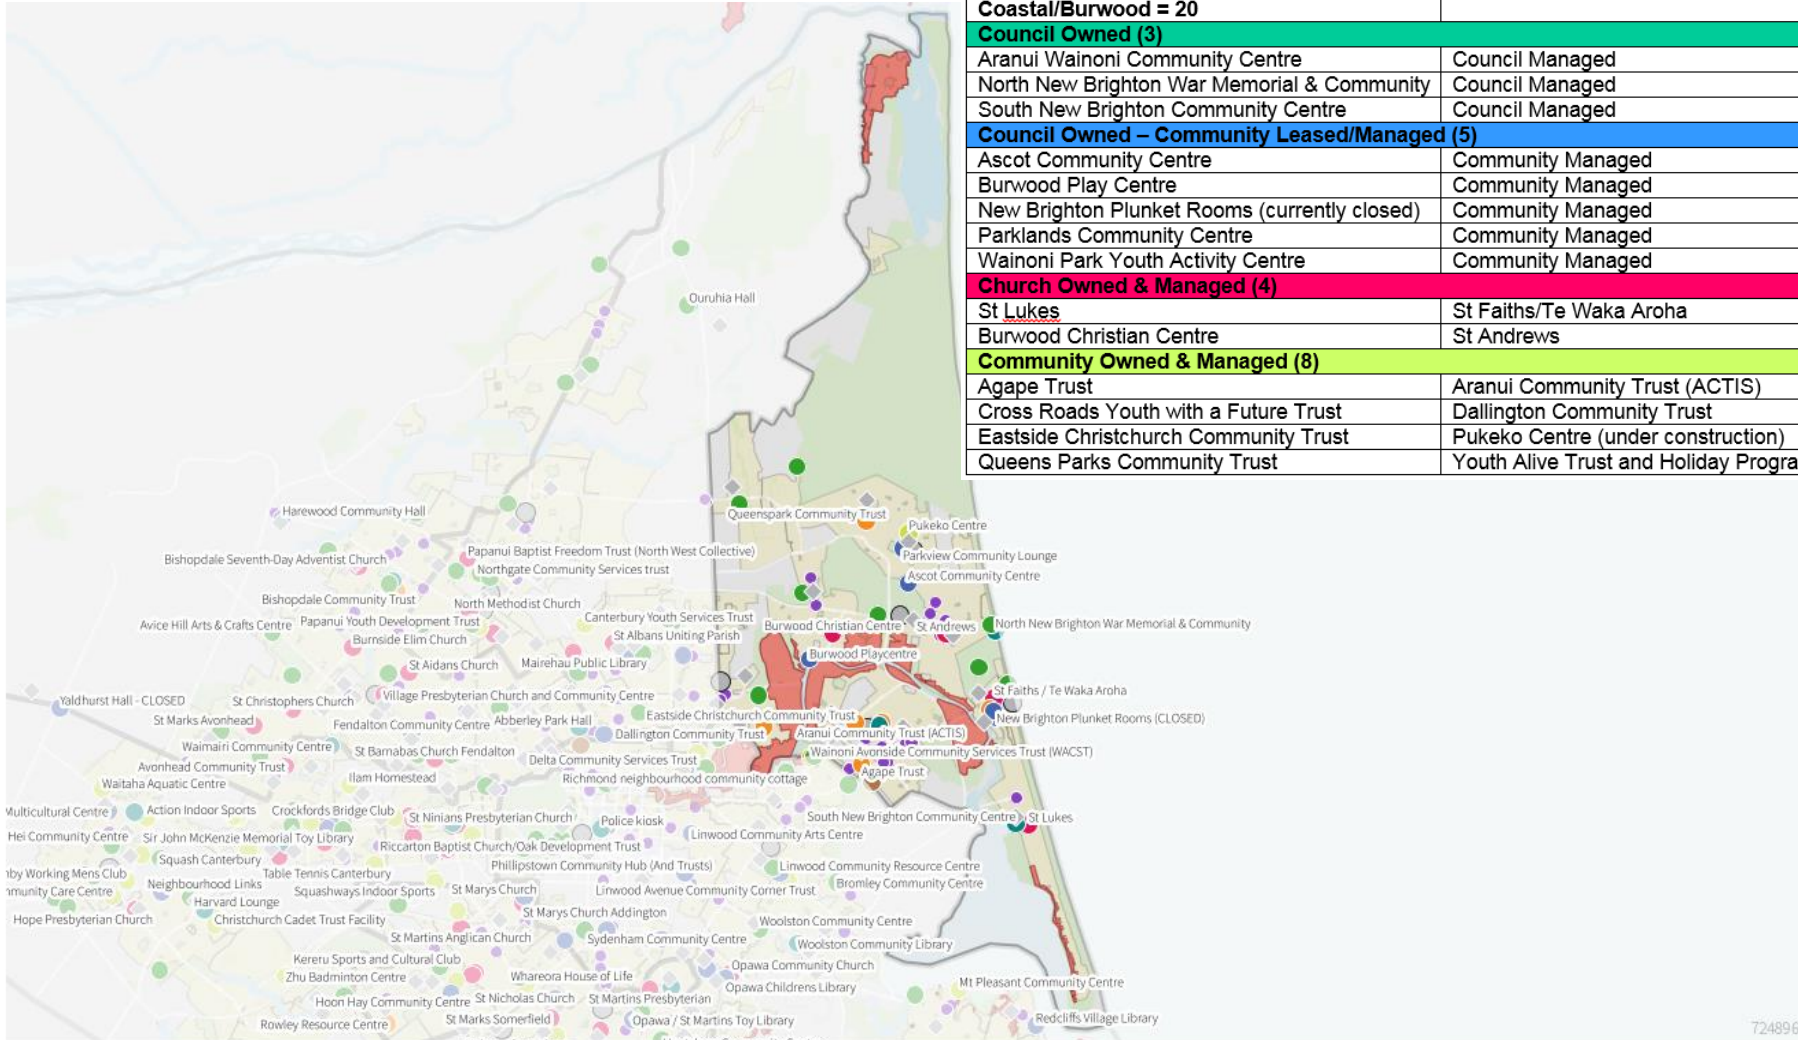 Coastal/Burwood = 20
Council Owned (3)
Aranui Wainoni Community Centre Council Managed
North New Brighton War Memorial & Community Council Managed
South New Brighton Community Centre Council Managed
Council Owned – Community Leased/Managed (5)
Ascot Community Centre Community Managed
Burwood Play Centre Community Managed
New Brighton Plunket Rooms (currently closed) Community Managed
Parklands Community Centre Community Managed
Wainoni Park Youth Activity Centre Community Managed
Church Owned & Managed (4)
St Lukes St Faiths/Te Waka Aroha
Burwood Christian Centre St Andrews
Community Owned & Managed (8)
Agape Trust Aranui Community Trust (ACTIS)
Cross Roads Youth with a Future Trust Dallington Community Trust
Eastside Christchurch Community Trust Pukeko Centre (under construction)
Queens Parks Community Trust Youth Alive Trust and Holiday Progra
Ouruhia Hall
Harewood Community Hall
Queenspark Community Trust
Pukeko Centre
Bishopdale Seventh-Day Adventist Church
Papanui Baptist Freedom Trust (North West Collective)
Parkview Community Lounge
Northgate Community Services trust
Ascot Community Centre
Bishopdale Community Trust
North Methodist Church
Avice Hill Arts & Crafts Centre
Papanui Youth Development Trust
Canterbury Youth Services Trust
Burwood Christian Centre
St Andrews
North New Brighton War Memorial & Community
Burnside Elim Church
St Albans Uniting Parish
Burwood Playcentre
St Aidans Church
Mairehau Public Library
Yaldhurst Hall - CLOSED
St Christophers Church
Village Presbyterian Church and Community Centre
St Faiths / Te Waka Aroha
St Marks Avonhead
Fendalton Community Centre
Abberley Park Hall
Eastside Christchurch Community Trust
New Brighton Plunket Rooms (CLOSED)
Dallington Community Trust
Aranui Community Trust (ACTIS)
Waimairi Community Centre
St Barnabas Church Fendalton
Delta Community Services Trust
Wainoni Avonside Community Services Trust (WACST)
Avonhead Community Trust
Ilam Homestead
Richmond neighbourhood community cottage
Agape Trust
Waitaha Aquatic Centre
Multicultural Centre
Action Indoor Sports
Crockfords Bridge Club
St Ninians Presbyterian Church
Police kiosk
South New Brighton Community Centre
St Lukes
Hei Community Centre
Sir John McKenzie Memorial Toy Library
Riccarton Baptist Church/Oak Development Trust
Linwood Community Arts Centre
Squash Canterbury
Table Tennis Canterbury
Phillipstown Community Hub (And Trusts)
Linwood Community Resource Centre
nby Working Mens Club
Neighbourhood Links
Squashways Indoor Sports
St Marys Church
Linwood Avenue Community Corner Trust
Bromley Community Centre
mmunity Care Centre
Harvard Lounge
Hope Presbyterian Church
Christchurch Cadet Trust Facility
St Marys Church Addington
Woolston Community Centre
St Martins Anglican Church
Sydenham Community Centre
Woolston Community Library
Kereru Sports and Cultural Club
Opawa Community Church
Zhu Badminton Centre
Whareora House of Life
Opawa Childrens Library
Mt Pleasant Community Centre
Hoon Hay Community Centre
St Nicholas Church
St Martins Presbyterian
Rowley Resource Centre
St Marks Somerfield
Opawa / St Martins Toy Library
Redcliffs Village Library
724896